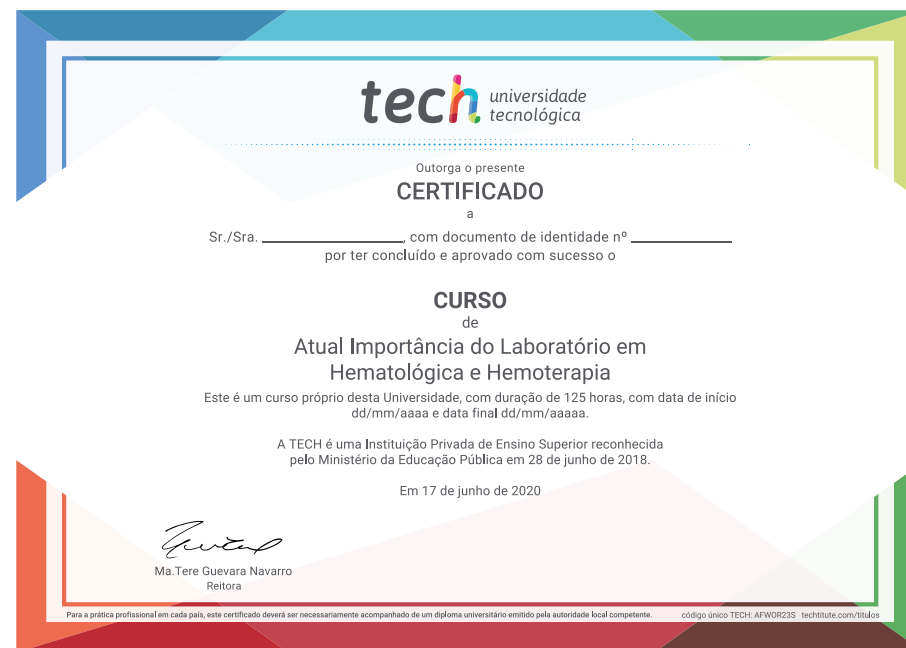 tech universidade
tecnológica
Outorga o presente
CERTIFICADO
a
Sr./Sra. ____________, com documento de identidade nº ____________
por ter concluído e aprovado com sucesso o
CURSO
de
Atual Importância do Laboratório em
Hematológica e Hemoterapia
Este é um curso próprio desta Universidade, com duração de 125 horas, com data de início
dd/mm/aaaa e data final dd/mm/aaaaa.
A TECH é uma Instituição Privada de Ensino Superior reconhecida
pelo Ministério da Educação Pública em 28 de junho de 2018.
Em 17 de junho de 2020
Ma.Tere Guevara Navarro
Reitora
Para a prática profissional em cada país, este certificado deverá ser necessariamente acompanhado de um diploma universitário emitido pela autoridade local competente. código único TECH: AFWOR23S techtitute.com/titulos